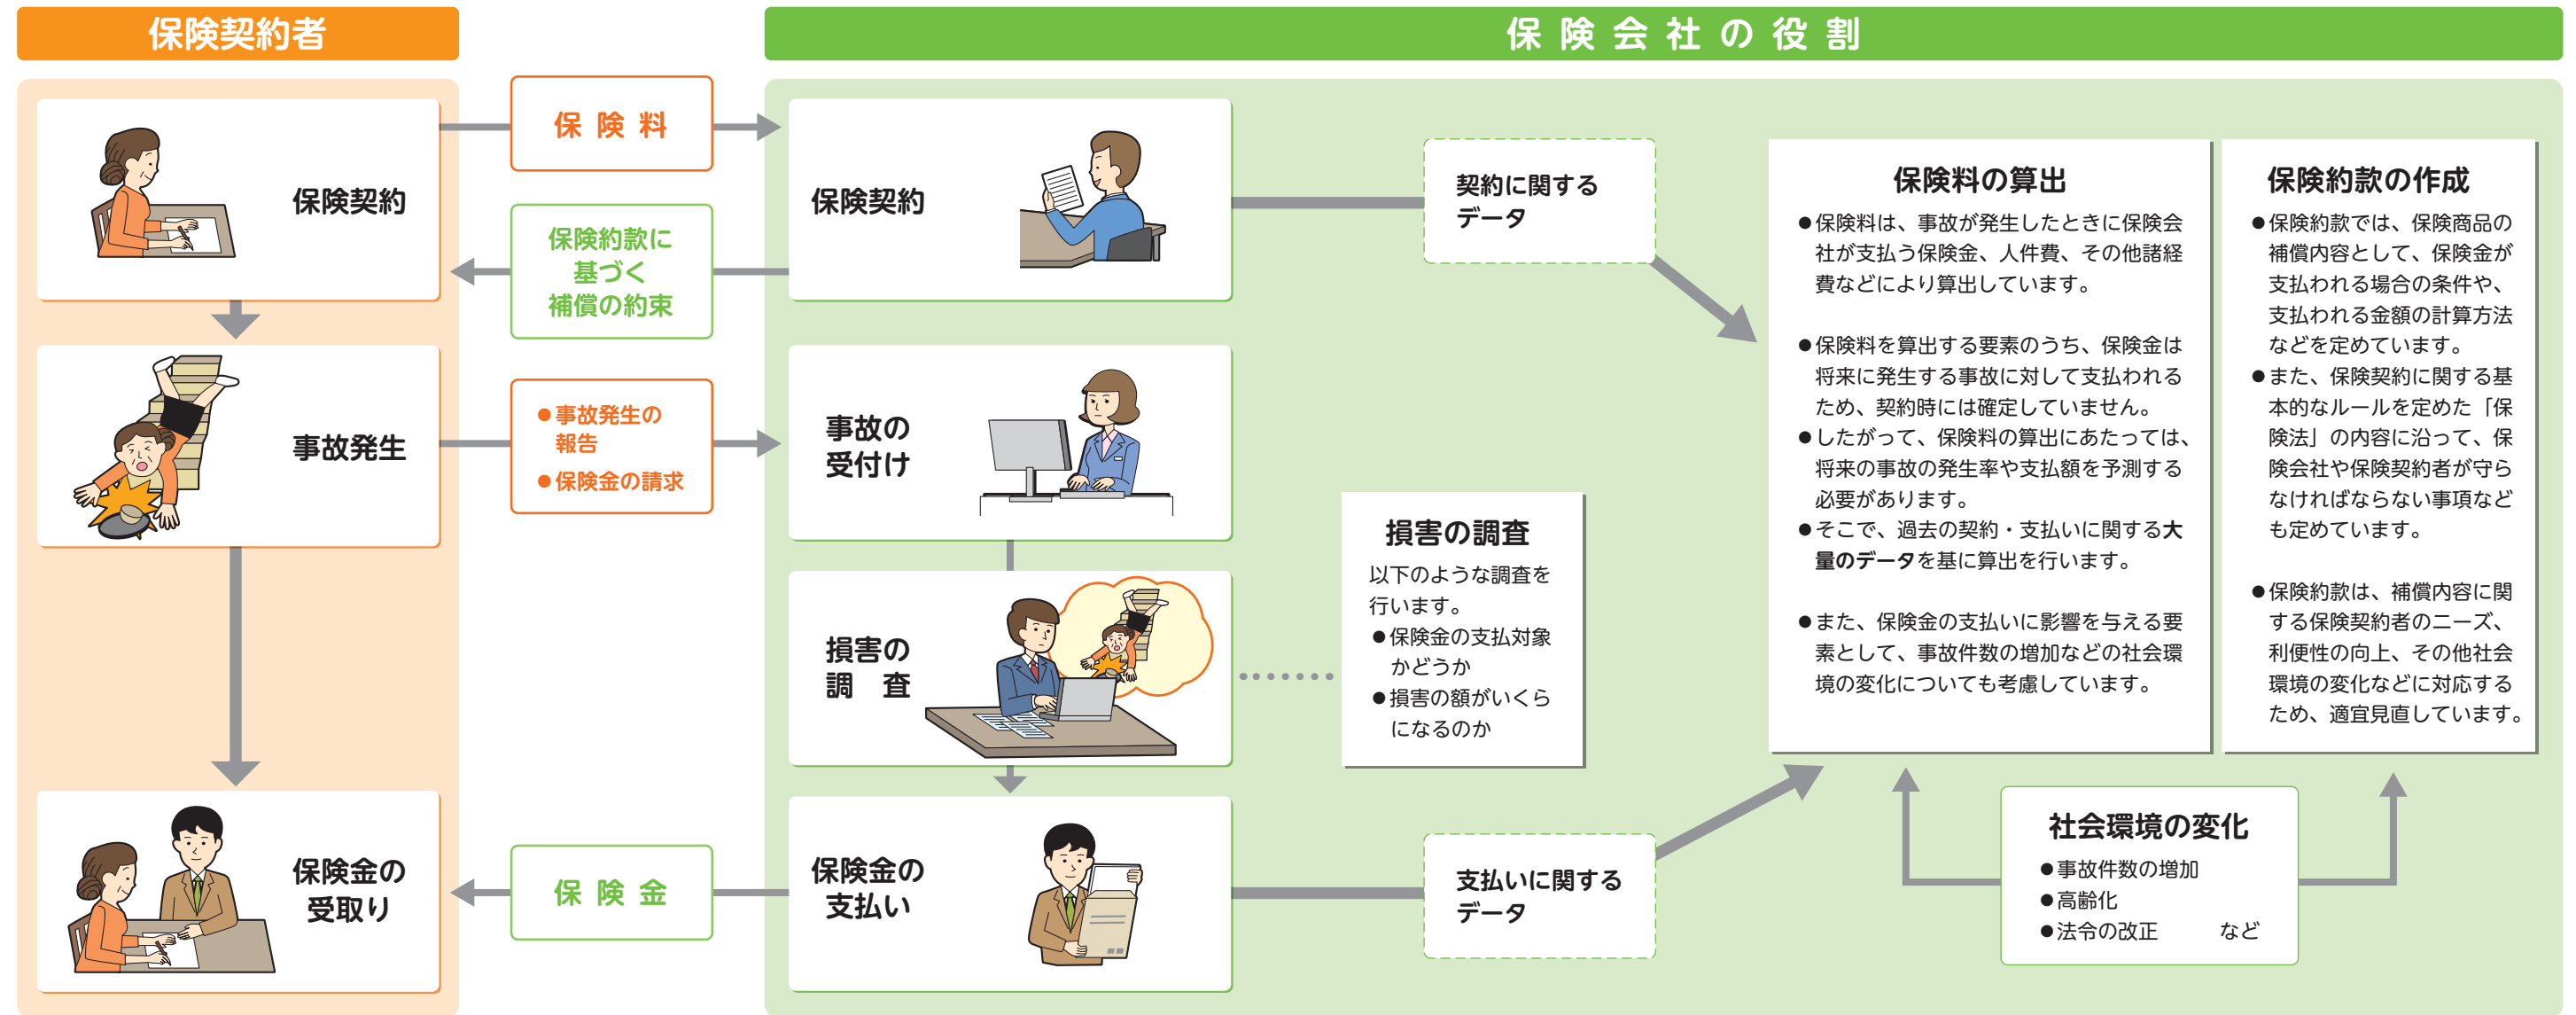 保険契約者
保険会社の役割
保険契約
保険料
保険約款に
基づく
補償の約束
事故発生
●事故発生の
報告
●保険金の請求
保険金の
受取り
保険金
保険契約
事故の
受付け
損害の
調　査
保険金の
支払い
損害の調査
以下のような調査を
行います。
●保険金の支払対象
かどうか
●損害の額がいくら
になるのか
契約に関する
データ
支払いに関する
データ
保険料の算出
●保険料は、事故が発生したときに保険会
社が支払う保険金、人件費、その他諸経
費などにより算出しています。
●保険料を算出する要素のうち、保険金は
将来に発生する事故に対して支払われる
ため、契約時には確定していません。
●したがって、保険料の算出にあたっては、
将来の事故の発生率や支払額を予測する
必要があります。
●そこで、過去の契約・支払いに関する大
量のデータを基に算出を行います。
●また、保険金の支払いに影響を与える要
素として、事故件数の増加などの社会環
境の変化についても考慮しています。
保険約款の作成
●保険約款では、保険商品の
補償内容として、保険金が
支払われる場合の条件や、
支払われる金額の計算方法
などを定めています。
●また、保険契約に関する基
本的なルールを定めた「保
険法」の内容に沿って、保
険会社や保険契約者が守ら
なければならない事項など
も定めています。
●保険約款は、補償内容に関
する保険契約者のニーズ、
利便性の向上、その他社会
環境の変化などに対応する
ため、適宜見直しています。
社会環境の変化
●事故件数の増加
●高齢化
●法令の改正　　　など